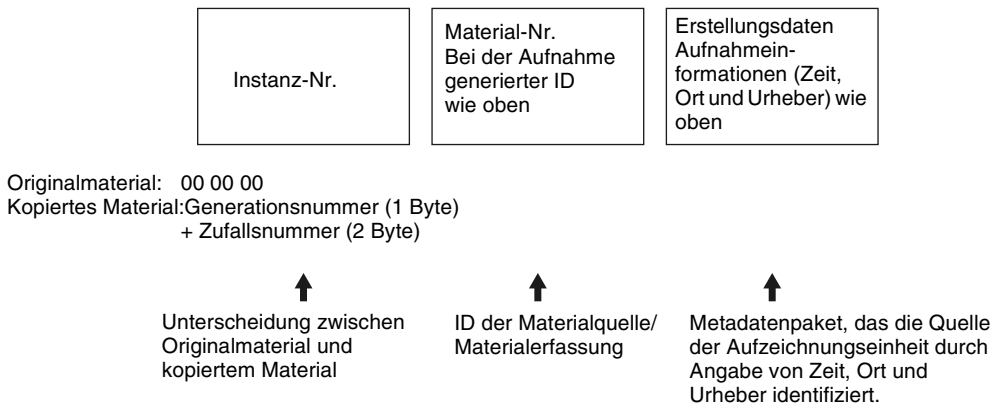 Instanz-Nr.
Material-Nr.
Bei der Aufnahme
generierter ID
wie oben
Erstellungsdaten
Aufnahmein-
formationen (Zeit,
Ort und Urheber) wie
oben
Originalmaterial: 00 00 00
Kopiertes Material:Generationsnummer (1 Byte)
+ Zufallsnummer (2 Byte)
Unterscheidung zwischen
Originalmaterial und
kopiertem Material
ID der Materialquelle/
Materialerfassung
Metadatenpaket, das die Quelle
der Aufzeichnungseinheit durch
Angabe von Zeit, Ort und
Urheber identifiziert.